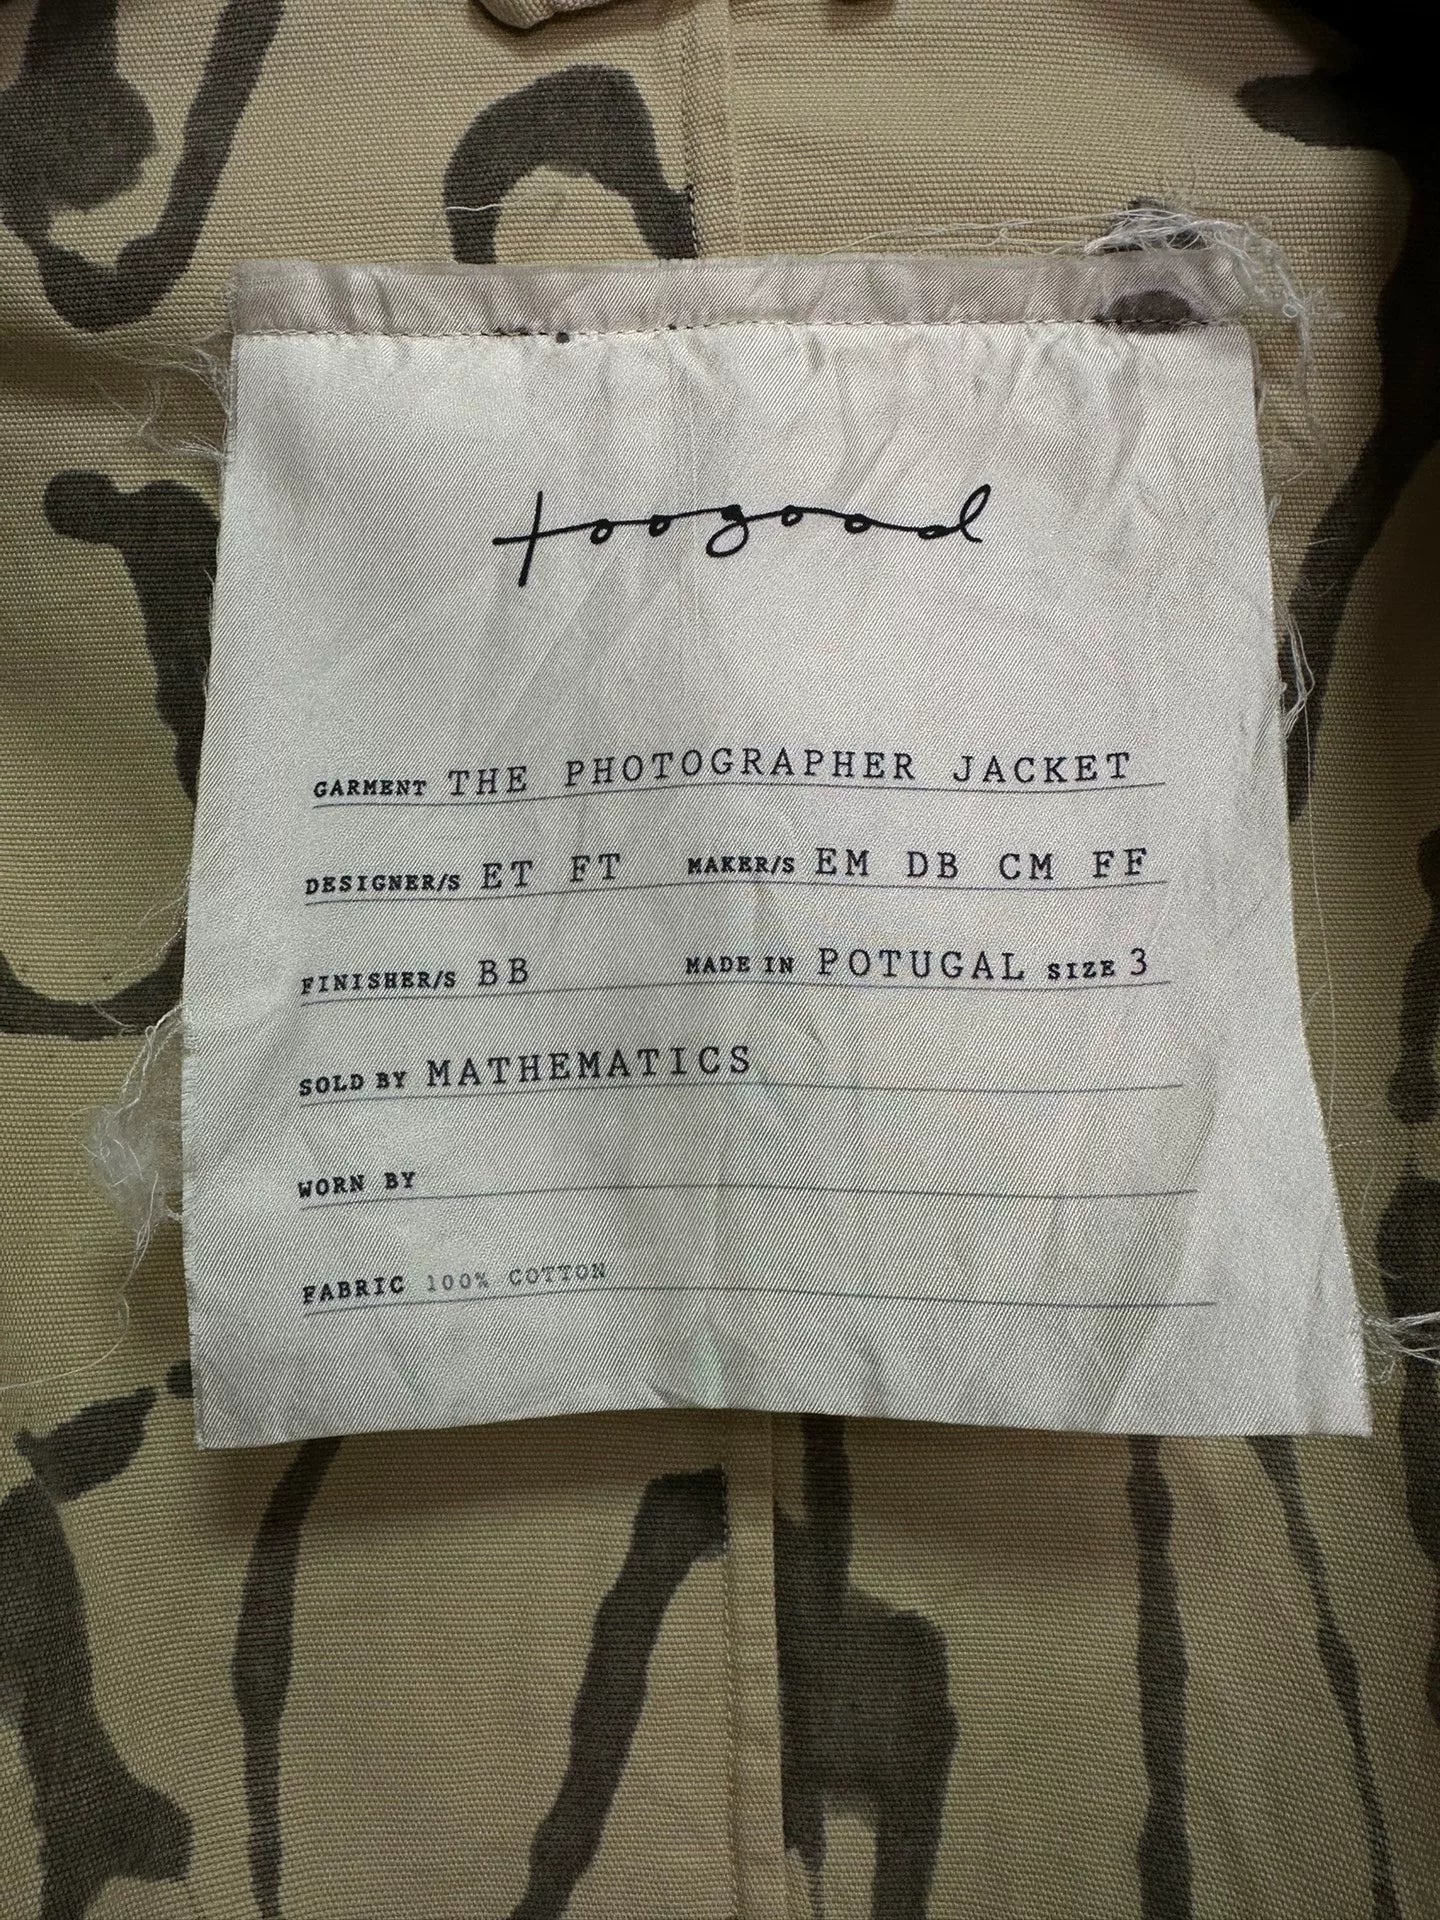 toogood
GARMENT THE PHOTOGRAPHER JACKET
DESIGNER/S ET FT MAKER/S EM DB CM FF
FINISHER/S BB MADE IN POTUGAL SIZE 3
SOLD BY MATHEMATICS
WORN BY
FABRIC 100% COTTON